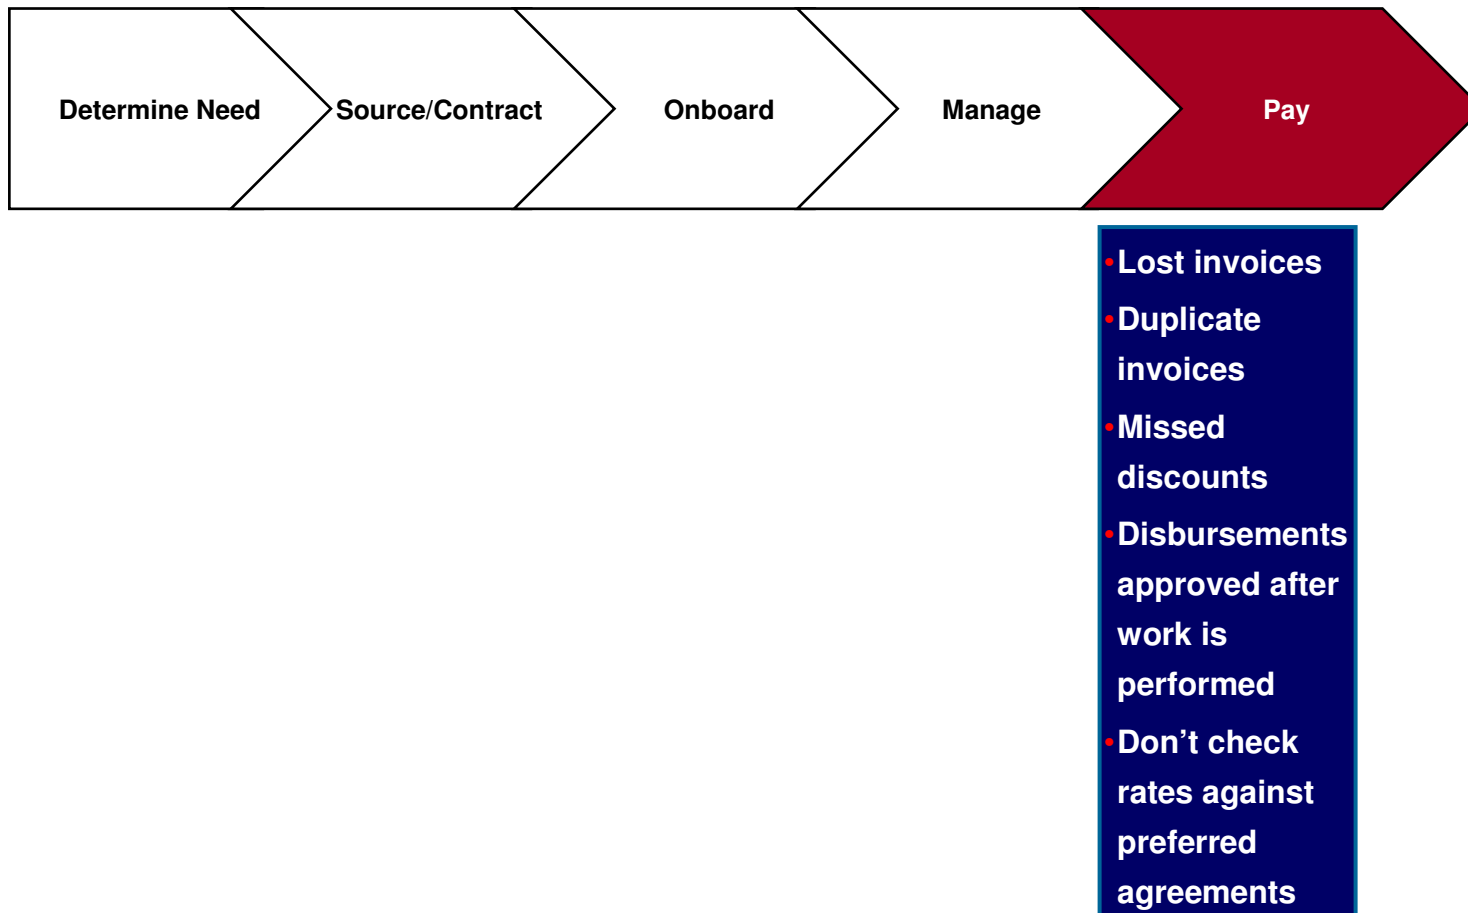 Determine Need
Source/Contract
Onboard
Manage
Pay
•Lost invoices
•Duplicate
invoices
•Missed
discounts
•Disbursements
approved after
work is
performed
•Don’t check
rates against
preferred
agreements